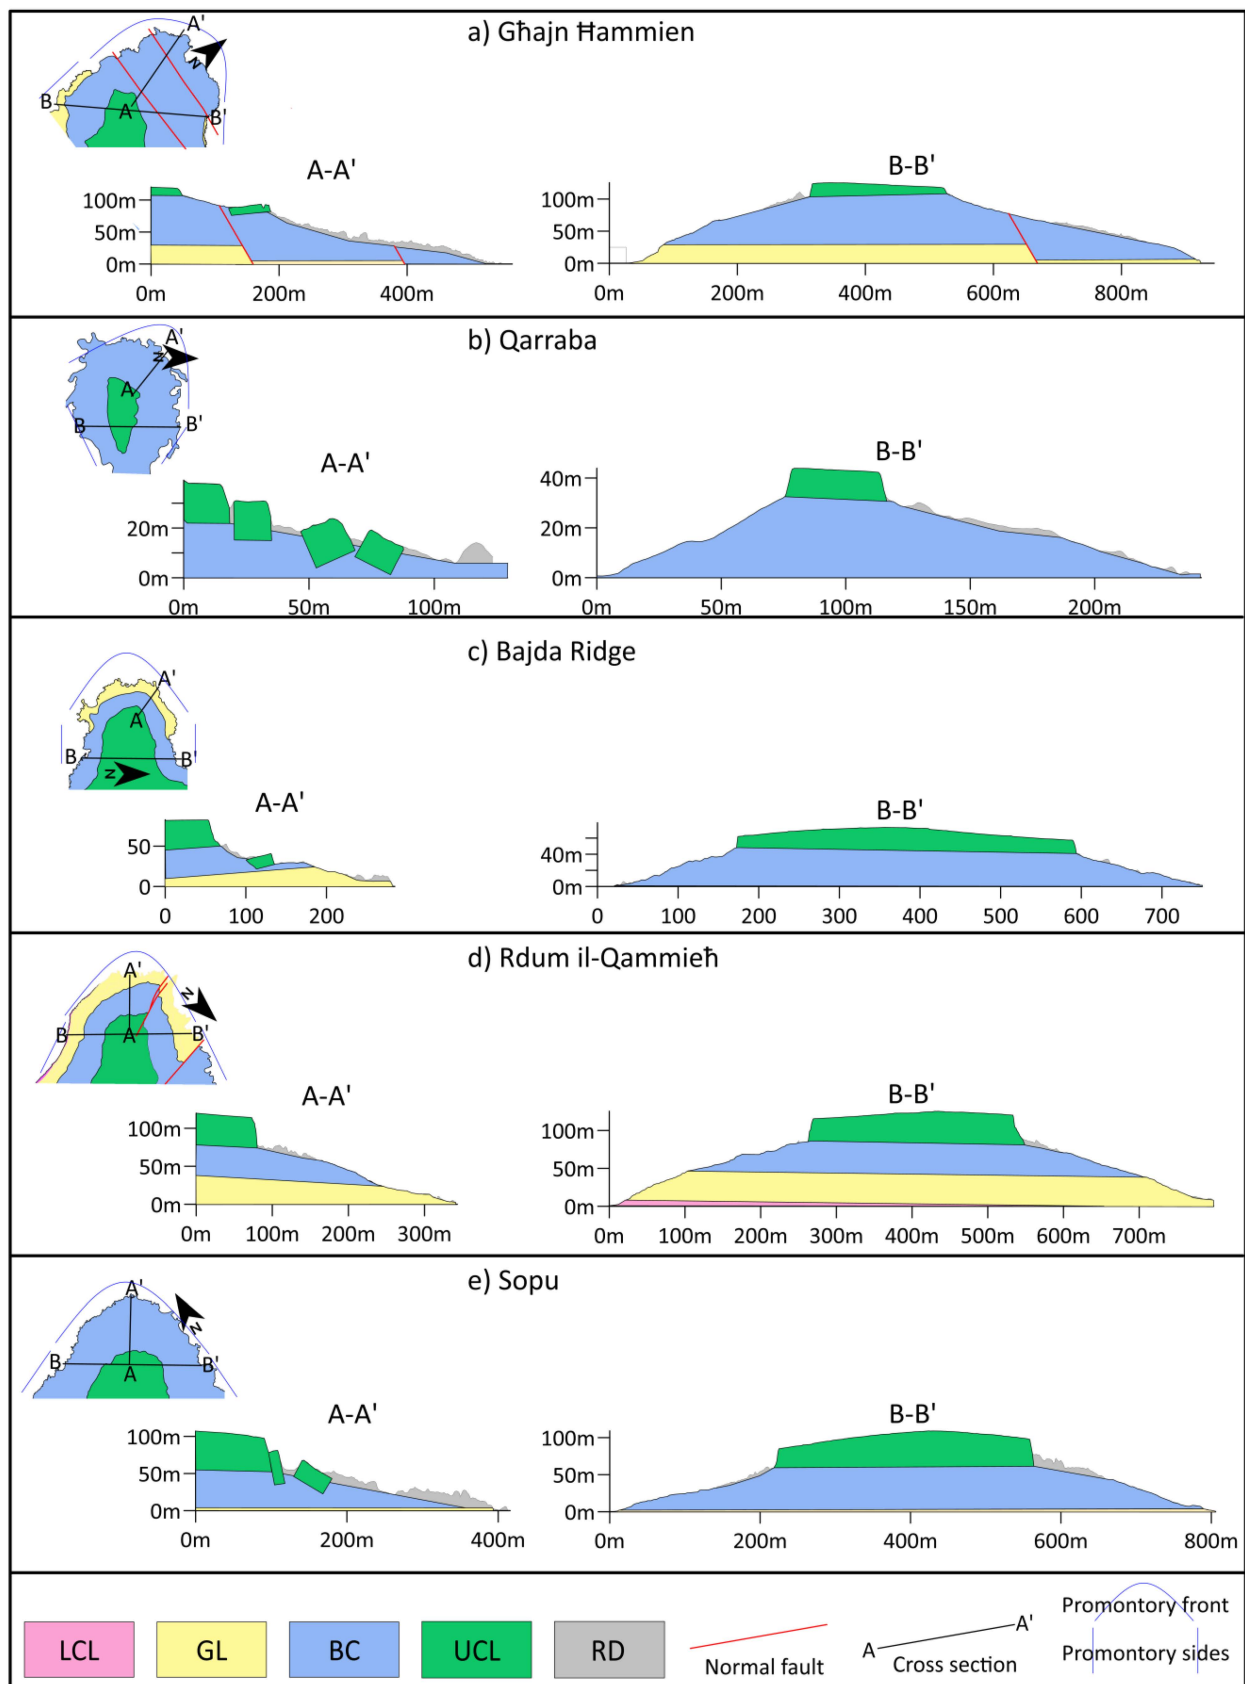 a) Għajn Ħammien
A'
N
B
A
B'
A-A'
B-B'
100m
50m
0m
0m 200m 400m
100m
50m
0m
0m 200m 400m 600m 800m
b) Qarraba
A'
N
A
B
B'
A-A'
B-B'
20m
0m
0m 50m 100m
40m
20m
0m
0m 50m 100m 150m 200m
c) Bajda Ridge
A'
A
B
B'
N
A-A'
B-B'
50
0
0 100 200
40m
0m
0 100 200 300 400 500 600 700
d) Rdum il-Qammieħ
A'
N
B
A
B'
A-A'
B-B'
100m
50m
0m
0m 100m 200m 300m
100m
50m
0m
0m 100m 200m 300m 400m 500m 600m 700m
e) Sopu
A'
N
B
A
B'
A-A'
B-B'
100m
50m
0m
0m 200m 400m
100m
50m
0m
0m 200m 400m 600m 800m
LCL GL BC UCL RD
Normal fault
A A'
Cross section
Promontory front
Promontory sides